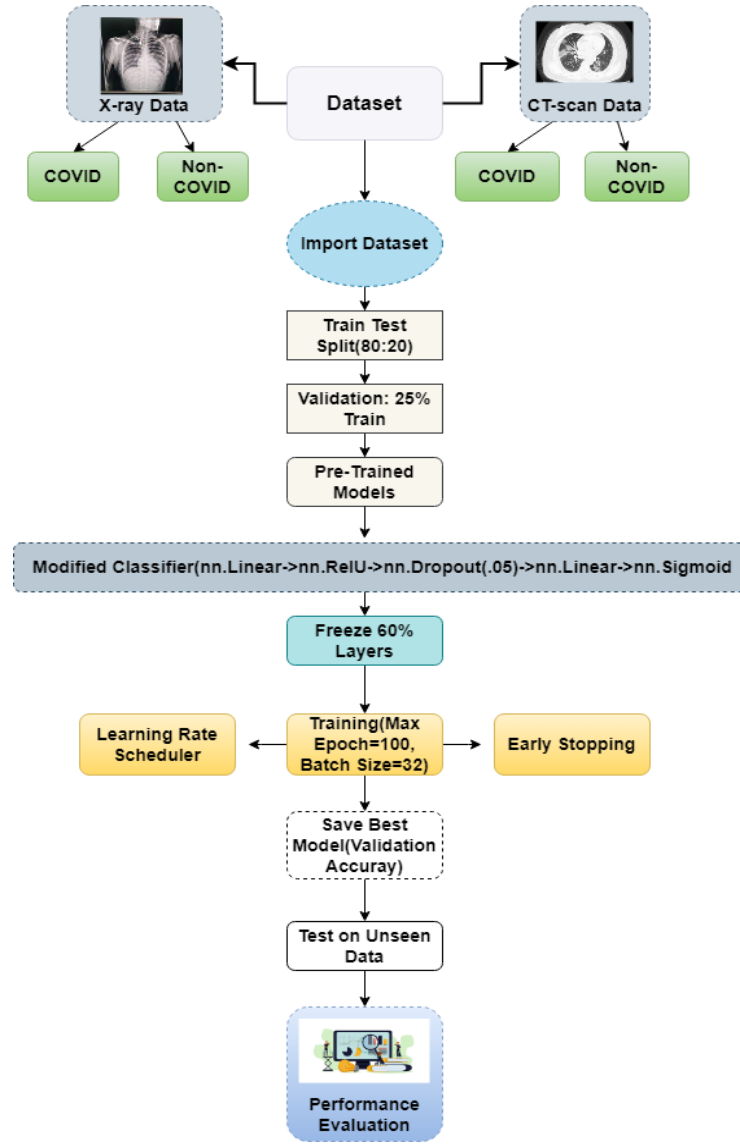 X-ray Data
Dataset
CT-scan Data
COVID
Non-
COVID
COVID
Non-
COVID
Import Dataset
Train Test
Split(80:20)
Validation: 25%
Train
Pre-Trained
Models
Modified Classifier(nn.Linear->nn.RelU->nn.Dropout(.05)->nn.Linear->nn.Sigmoid
Freeze 60%
Layers
Learning Rate
Scheduler
Training(Max
Epoch=100,
Batch Size=32)
Early Stopping
Save Best
Model(Validation
Accuray)
Test on Unseen
Data
Performance
Evaluation